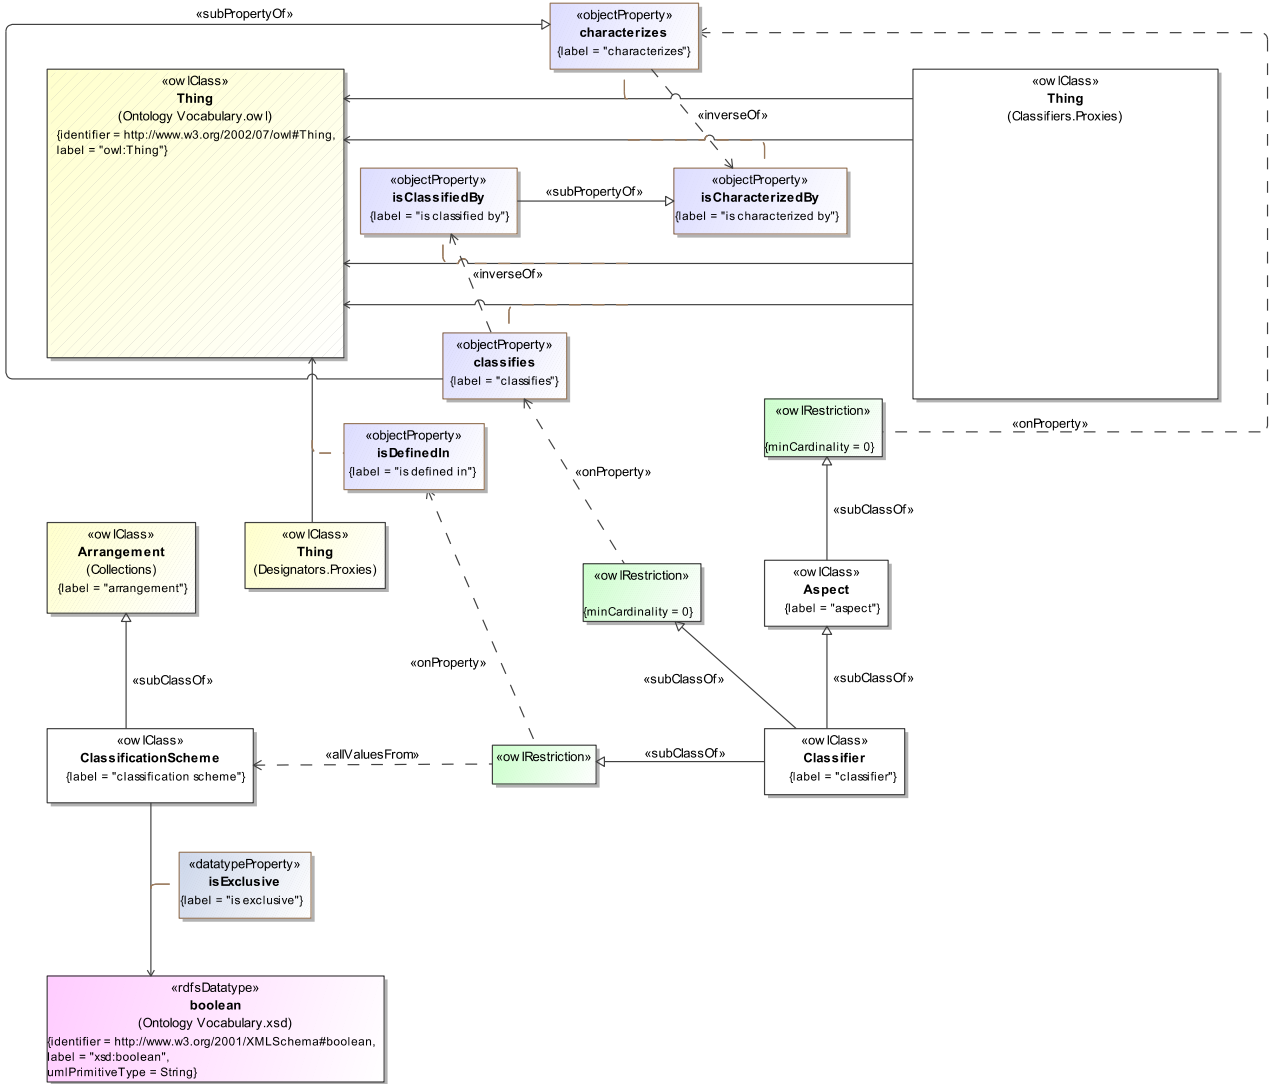 «subPropertyOf»
«objectProperty»
characterizes
{label = "characterizes"}
«owlClass»
Thing
(Ontology Vocabulary.owl)
{identifier = http://www.w3.org/2002/07/owl#Thing,
label = "owl:Thing"}
«owlClass»
Thing
(Classifiers.Proxies)
«inverseOf»
«objectProperty»
isClassifiedBy
{label = "is classified by"}
«subPropertyOf»
«objectProperty»
isCharacterizedBy
{label = "is characterized by"}
«inverseOf»
«objectProperty»
classifies
{label = "classifies"}
«owlRestriction»
{minCardinality = 0}
«onProperty»
«objectProperty»
isDefinedIn
{label = "is defined in"}
«onProperty»
«subClassOf»
«owlClass»
Arrangement
(Collections)
{label = "arrangement"}
«owlClass»
Thing
(Designators.Proxies)
«owlRestriction»
{minCardinality = 0}
«owlClass»
Aspect
{label = "aspect"}
«onProperty»
«subClassOf»
«subClassOf»
«subClassOf»
«owlClass»
ClassificationScheme
{label = "classification scheme"}
«allValuesFrom»
«owlRestriction»
«subClassOf»
«owlClass»
Classifier
{label = "classifier"}
«datatypeProperty»
isExclusive
{label = "is exclusive"}
«rdfsDatatype»
boolean
(Ontology Vocabulary.xsd)
{identifier = http://www.w3.org/2001/XMLSchema#boolean,
label = "xsd:boolean",
umlPrimitiveType = String}